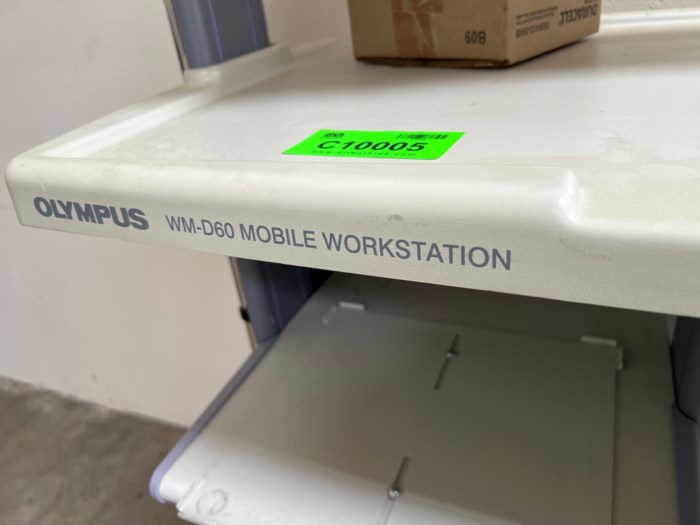 DURACELL
B09
C10005
OLYMPUS WM-D60 MOBILE WORKSTATION